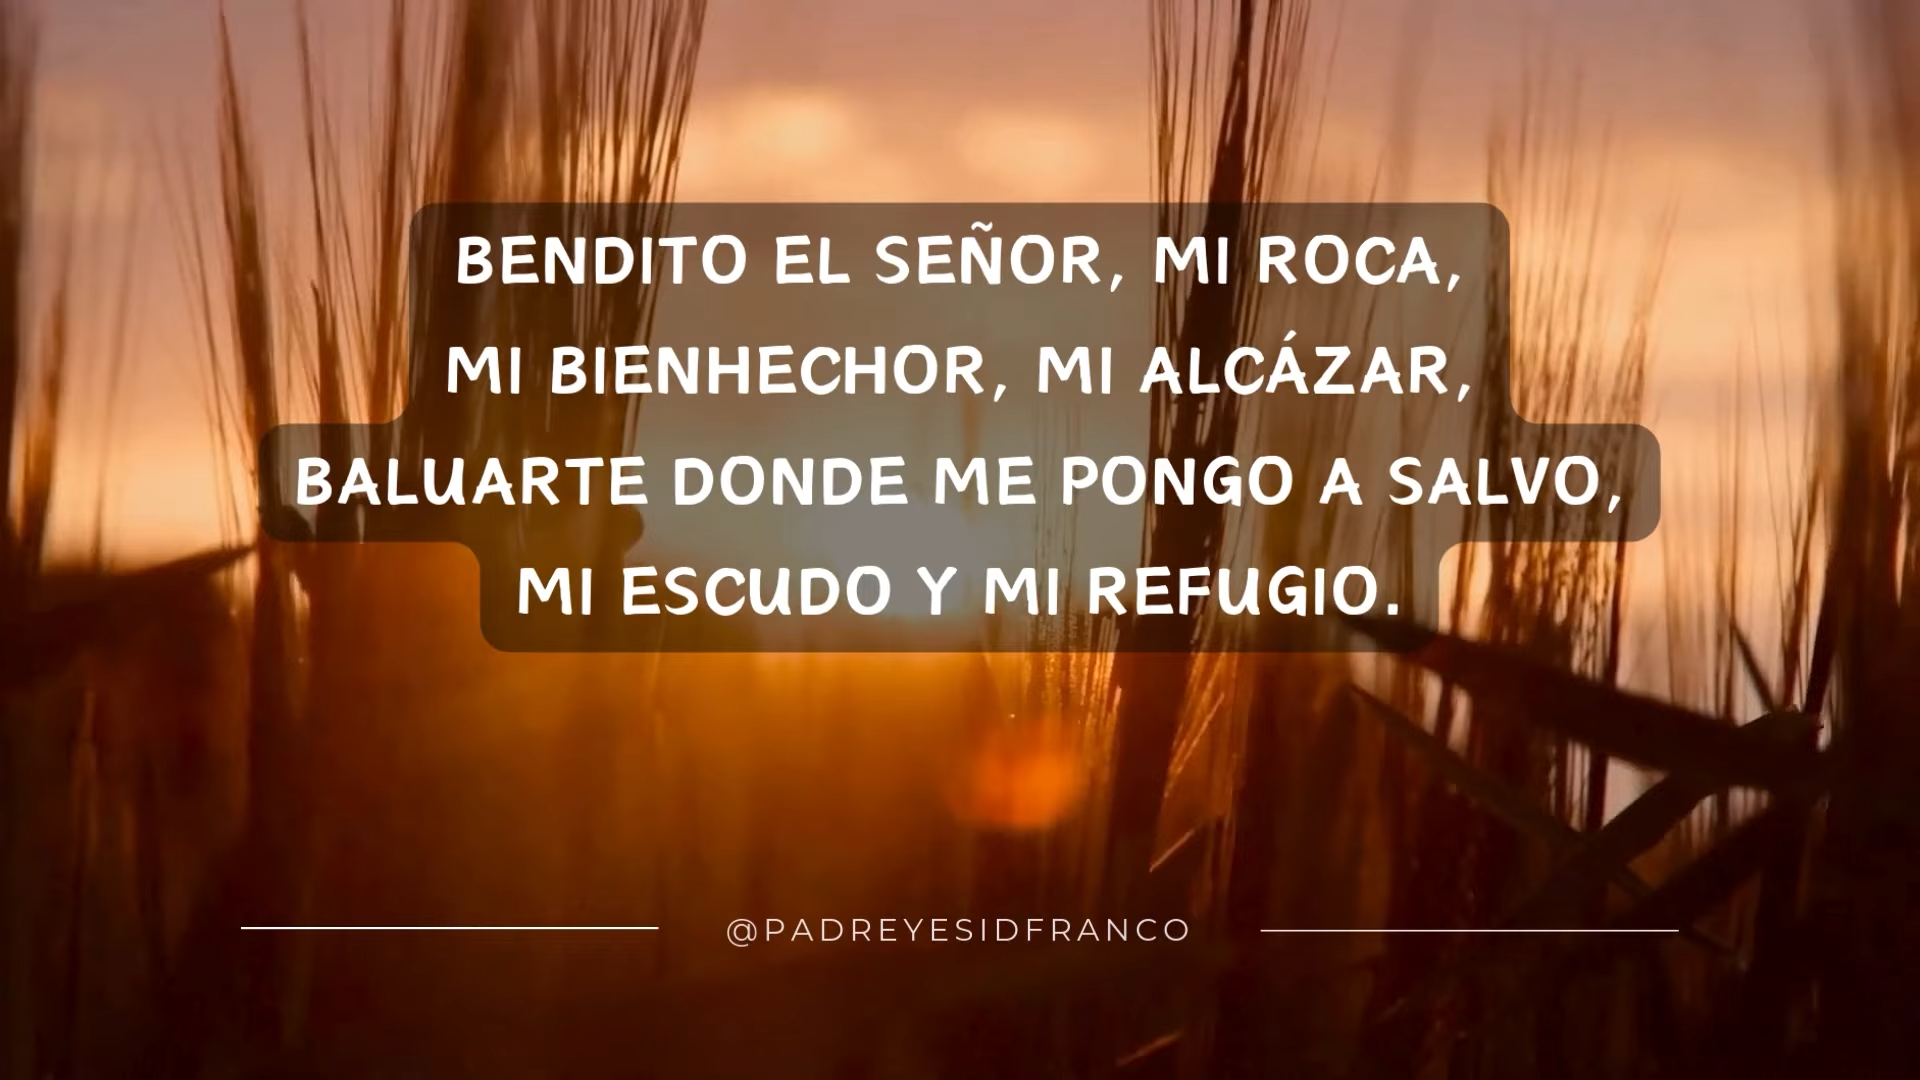 BENDITO EL SEÑOR, MI ROCA,
MI BIENHECHOR, MI ALCÁZAR,
BALUARTE DONDE ME PONGO A SALVO,
MI ESCUDO Y MI REFUGIO.
@PADREYESIDFRANCO